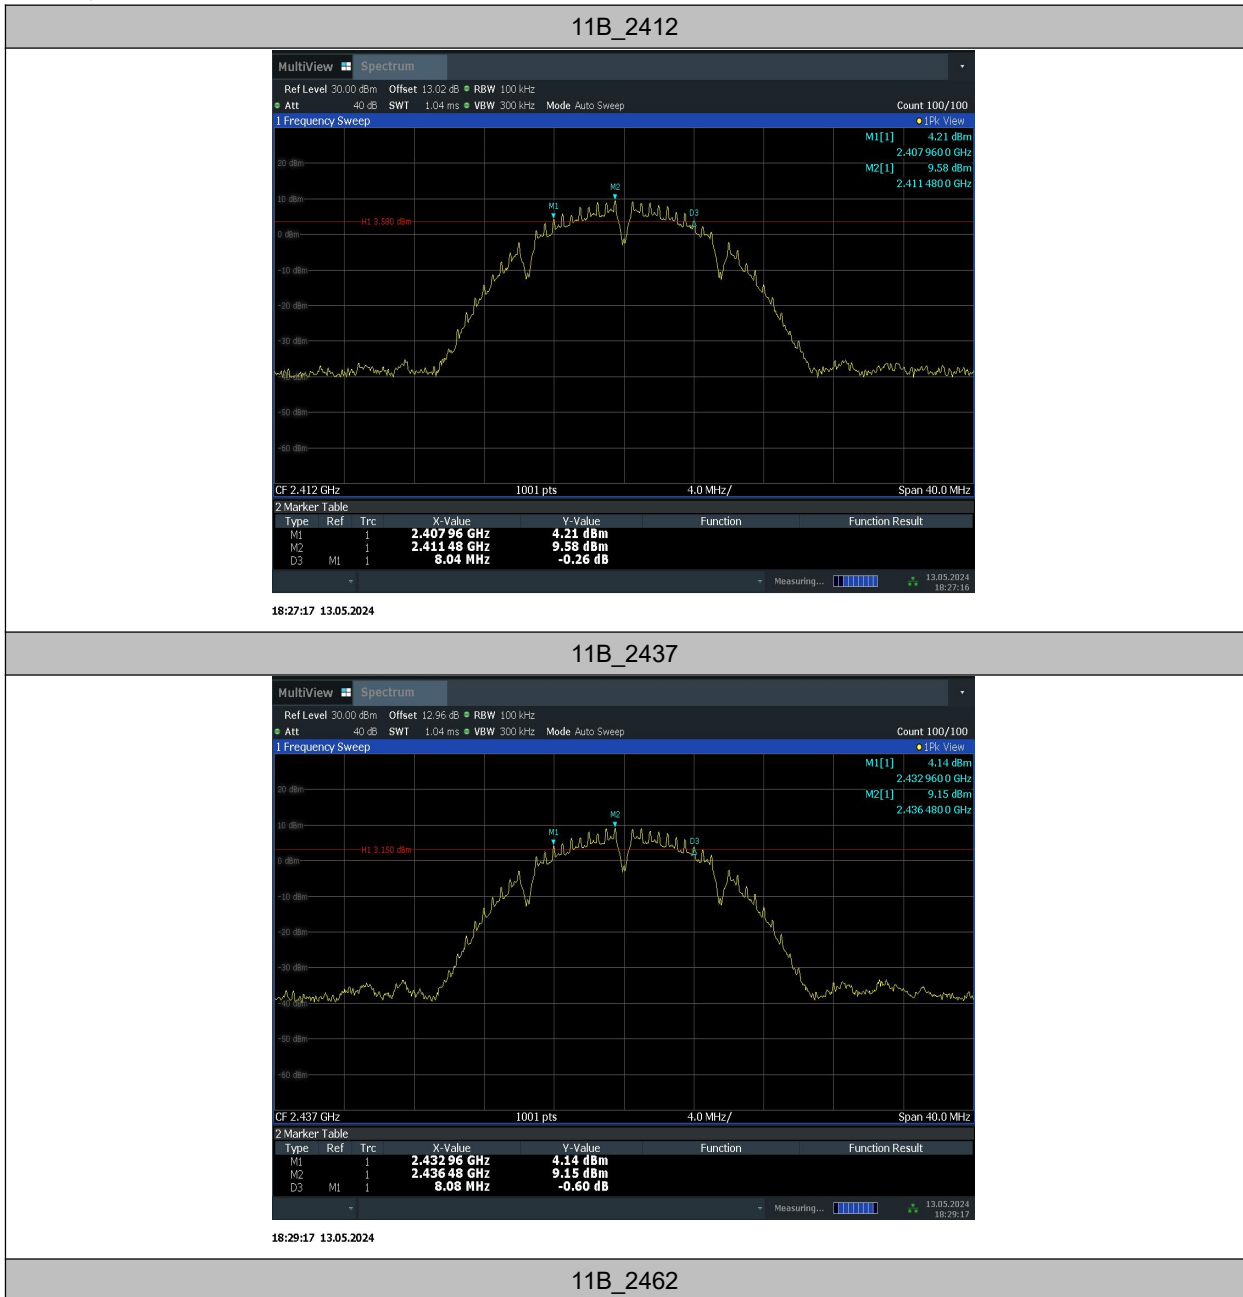 11B_2412
MultiView Spectrum
Ref Level 30.00 dBm Offset 13.02 dB RBW 100 kHz
Att 40 dB SWT 1.04 ms VBW 300 kHz Mode Auto Sweep Count 100/100
1 Frequency Sweep 1Pk View
M1[1] 4.21 dBm
2.407 960 0 GHz
M2[1] 9.58 dBm
2.411 480 0 GHz
20 dBm
M2
10 dBm
M1
D3
H1 3.580 dBm
0 dBm
-10 dBm
-20 dBm
-30 dBm
-40 dBm
-50 dBm
-60 dBm
CF 2.412 GHz 1001 pts 4.0 MHz/ Span 40.0 MHz
2 Marker Table
Type Ref Trc X-Value Y-Value Function Function Result
M1 1 2.407 96 GHz 4.21 dBm
M2 1 2.411 48 GHz 9.58 dBm
D3 M1 1 8.04 MHz -0.26 dB
Measuring... 13.05.2024
18:27:16
18:27:17 13.05.2024
11B_2437
MultiView Spectrum
Ref Level 30.00 dBm Offset 12.96 dB RBW 100 kHz
Att 40 dB SWT 1.04 ms VBW 300 kHz Mode Auto Sweep Count 100/100
1 Frequency Sweep 1Pk View
M1[1] 4.14 dBm
2.432 960 0 GHz
M2[1] 9.15 dBm
2.436 480 0 GHz
20 dBm
M2
10 dBm
M1
D3
H1 3.150 dBm
0 dBm
-10 dBm
-20 dBm
-30 dBm
-40 dBm
-50 dBm
-60 dBm
CF 2.437 GHz 1001 pts 4.0 MHz/ Span 40.0 MHz
2 Marker Table
Type Ref Trc X-Value Y-Value Function Function Result
M1 1 2.432 96 GHz 4.14 dBm
M2 1 2.436 48 GHz 9.15 dBm
D3 M1 1 8.08 MHz -0.60 dB
Measuring... 13.05.2024
18:29:17
18:29:17 13.05.2024
11B_2462